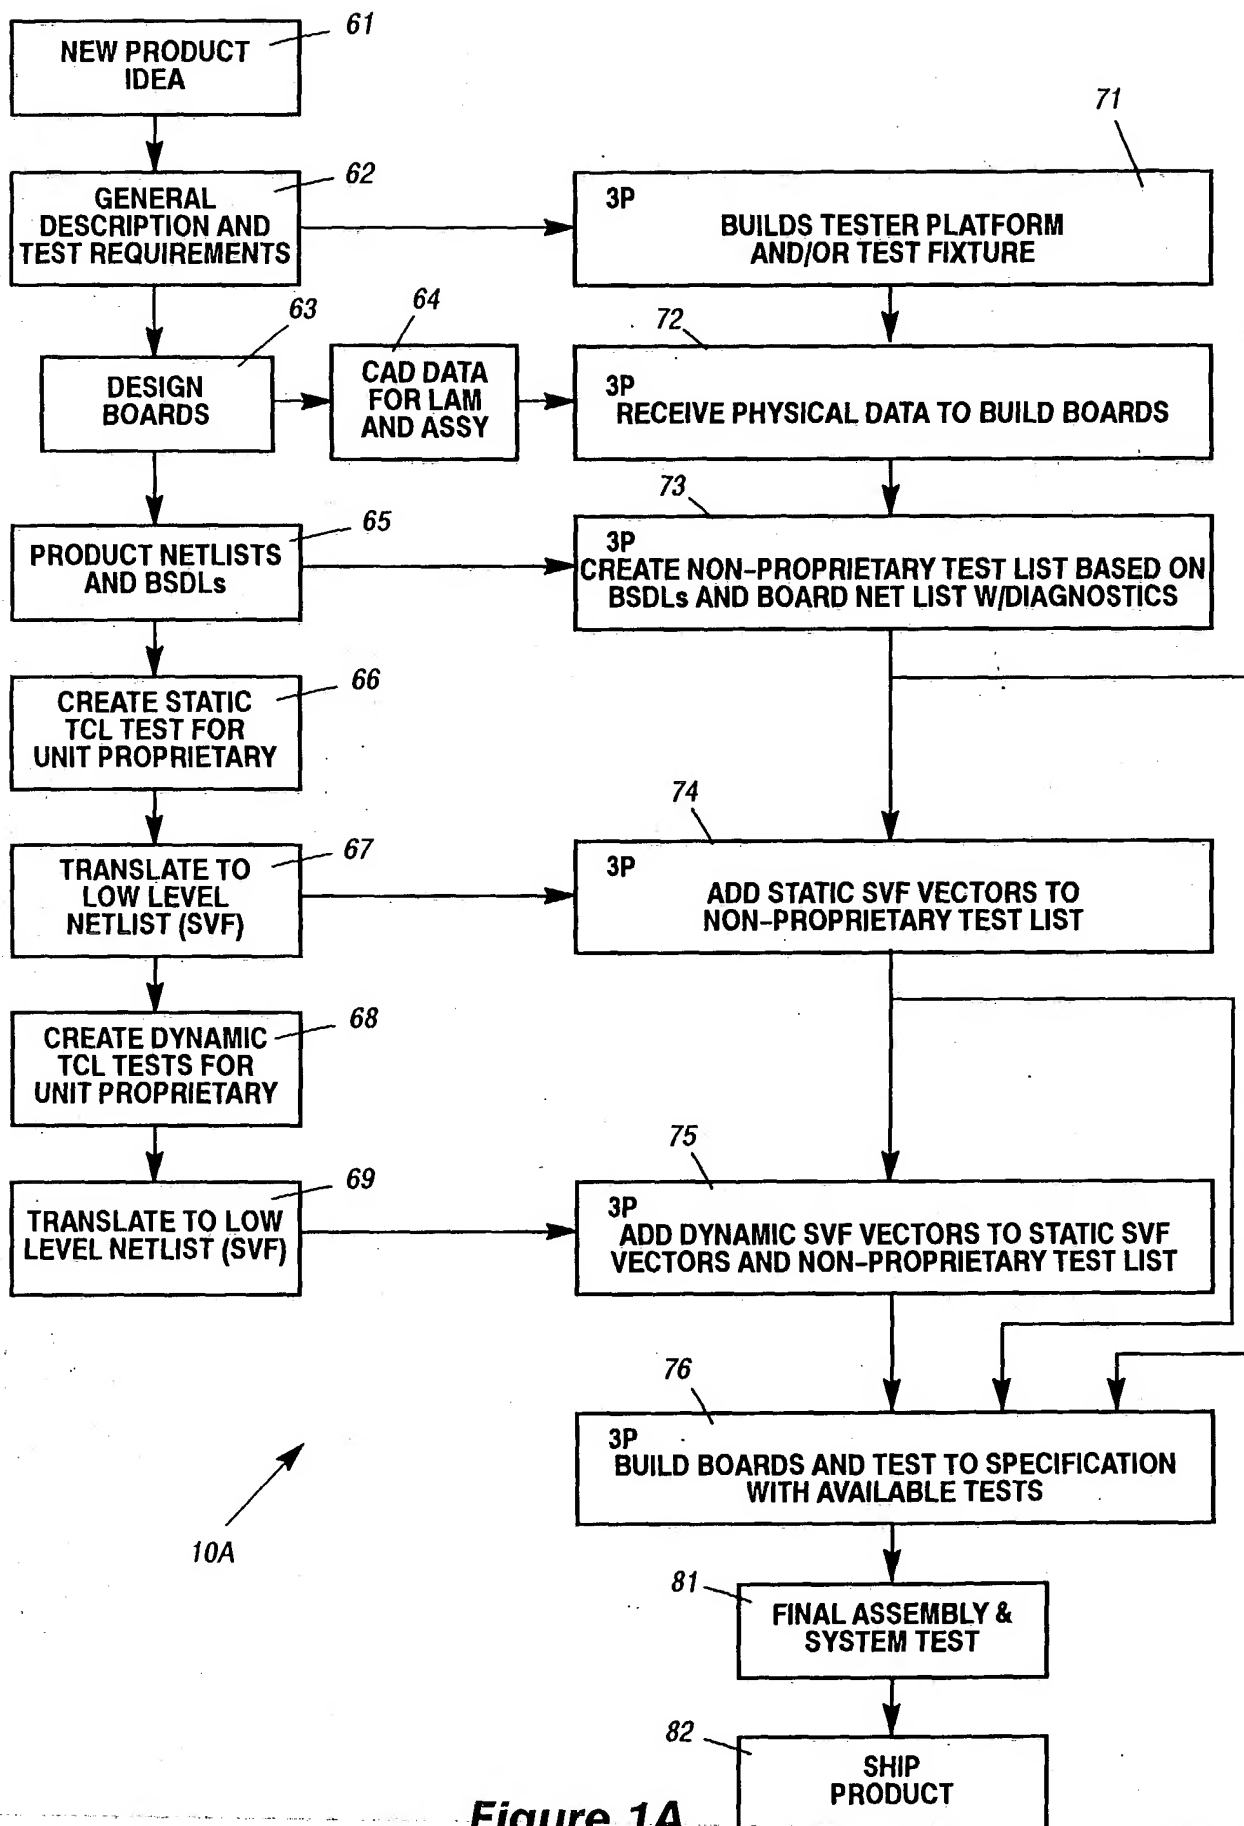 61
NEW PRODUCT
IDEA
62
GENERAL
DESCRIPTION AND
TEST REQUIREMENTS
71
3P
BUILDS TESTER PLATFORM
AND/OR TEST FIXTURE
63
DESIGN
BOARDS
64
CAD DATA
FOR LAM
AND ASSY
72
3P
RECEIVE PHYSICAL DATA TO BUILD BOARDS
65
PRODUCT NETLISTS
AND BSDLs
73
3P
CREATE NON-PROPRIETARY TEST LIST BASED ON
BSDLs AND BOARD NET LIST W/DIAGNOSTICS
66
CREATE STATIC
TCL TEST FOR
UNIT PROPRIETARY
67
TRANSLATE TO
LOW LEVEL
NETLIST (SVF)
74
3P
ADD STATIC SVF VECTORS TO
NON-PROPRIETARY TEST LIST
68
CREATE DYNAMIC
TCL TESTS FOR
UNIT PROPRIETARY
69
TRANSLATE TO LOW
LEVEL NETLIST (SVF)
75
3P
ADD DYNAMIC SVF VECTORS TO STATIC SVF
VECTORS AND NON-PROPRIETARY TEST LIST
76
3P
BUILD BOARDS AND TEST TO SPECIFICATION
WITH AVAILABLE TESTS
10A
81
FINAL ASSEMBLY &
SYSTEM TEST
82
SHIP
PRODUCT
Figure 1A